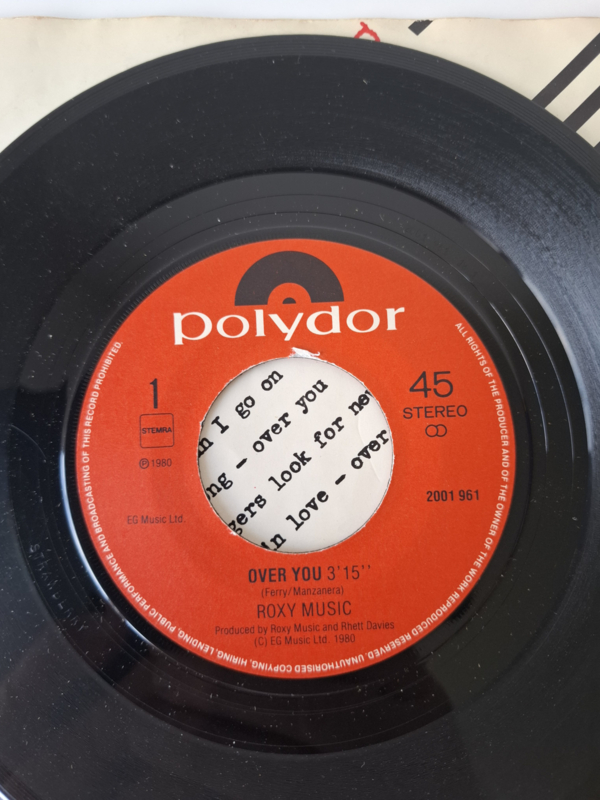 polydor
1
STEMRA
℗ 1980
EG Music Ltd.
45
STEREO
2001 961
n I go on
ng - over you
gers look for new
in love - over
OVER YOU 3'15''
(Ferry/Manzanera)
ROXY MUSIC
Produced by Roxy Music and Rhett Davies
(C) EG Music Ltd. 1980
ALL RIGHTS OF THE PRODUCER AND OF THE OWNER OF THE WORK REPRODUCED RESERVED. UNAUTHORISED COPYING, HIRING, LENDING, PUBLIC PERFORMANCE AND BROADCASTING OF THIS RECORD PROHIBITED.